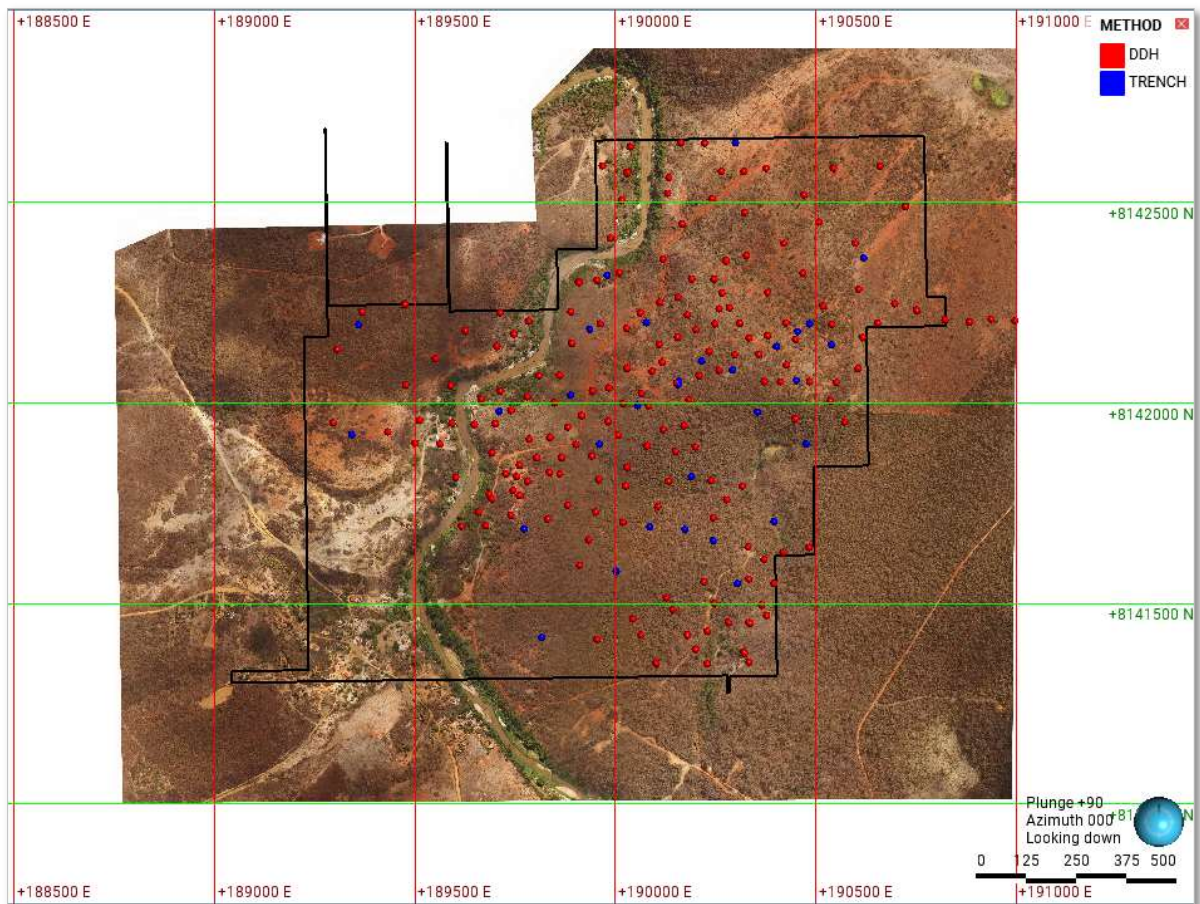 +188500 E
+189000 E
+189500 E
+190000 E
+190500 E
+191000 E
METHOD
DDH
TRENCH
+8142500 N
+8142000 N
+8141500 N
Plunge +90
Azimuth 000
+81 N
Looking down
0 125 250 375 500
+188500 E
+189000 E
+189500 E
+190000 E
+190500 E
+191000 E